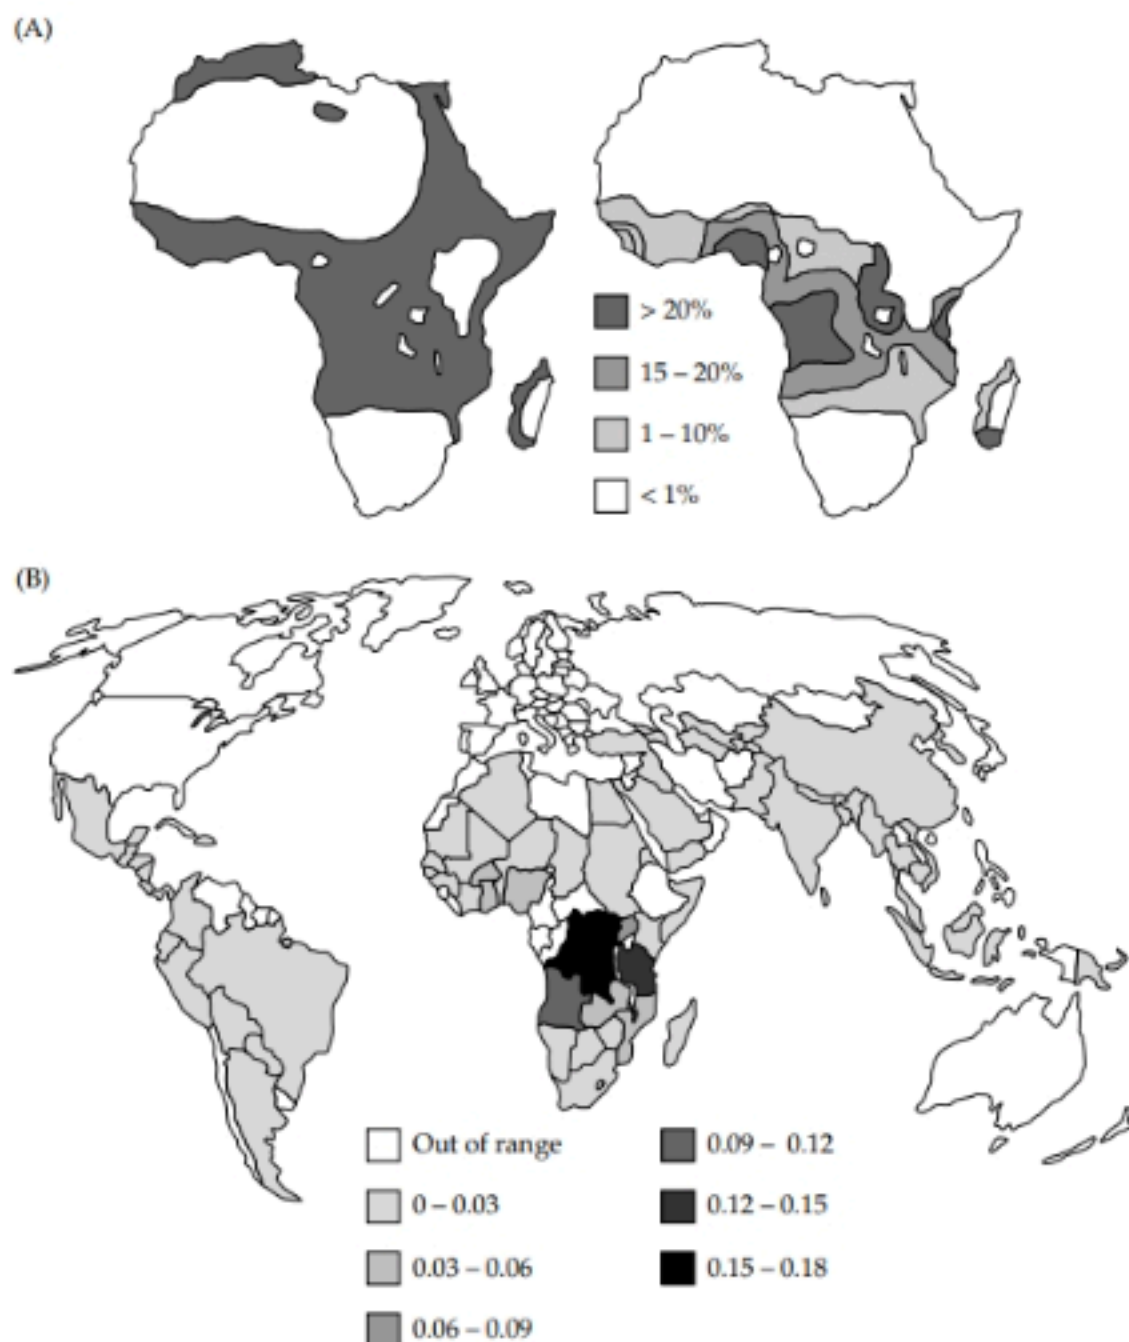 (A)
> 20%
15 – 20%
1 – 10%
< 1%
(B)
Out of range
0 – 0.03
0.03 – 0.06
0.06 – 0.09
0.09 – 0.12
0.12 – 0.15
0.15 – 0.18